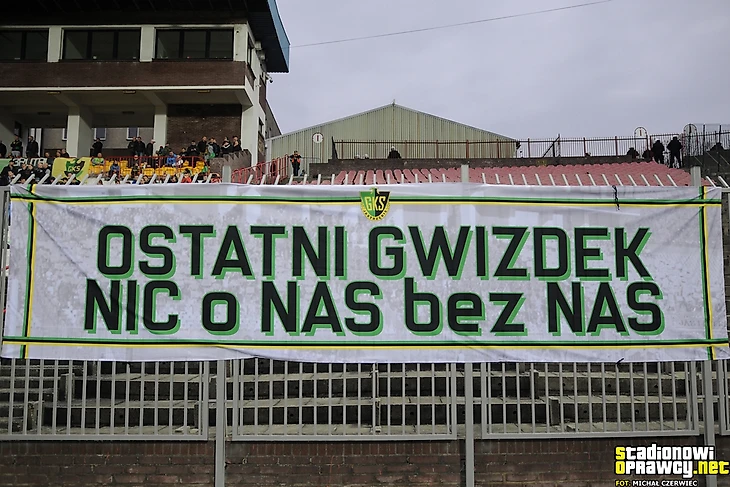 GKS
OSTATNI GWIZDEK
NIC o NAS bez NAS
STADIONOWI
OPRAWCY.net
FOT. MICHAŁ CZERWIEC